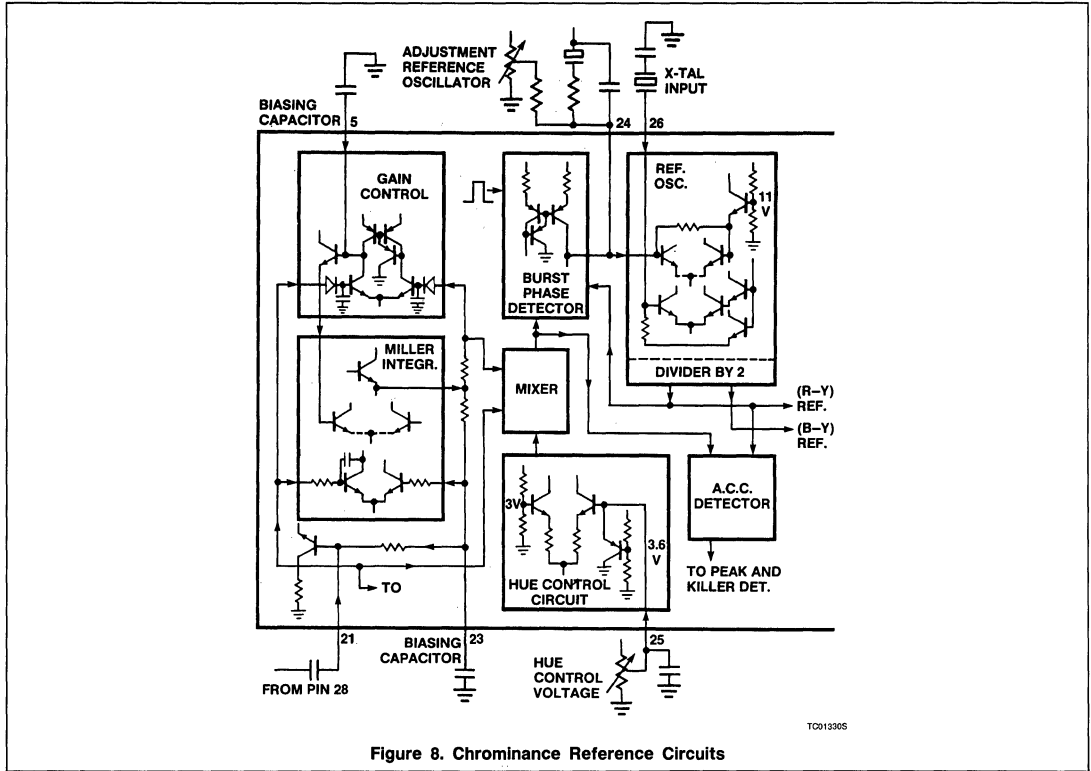 ADJUSTMENT
REFERENCE
OSCILLATOR
X-TAL
INPUT
BIASING
CAPACITOR 5
24
26
GAIN
CONTROL
BURST
PHASE
DETECTOR
REF.
OSC.
11
V
DIVIDER BY 2
MILLER
INTEGR.
MIXER
(R–Y)
REF.
(B–Y)
REF.
A.C.C.
DETECTOR
3V
3.6
V
HUE CONTROL
CIRCUIT
TO PEAK AND
KILLER DET.
TO
21
BIASING 23
CAPACITOR
25
FROM PIN 28
HUE
CONTROL
VOLTAGE
TC01330S
Figure 8. Chrominance Reference Circuits